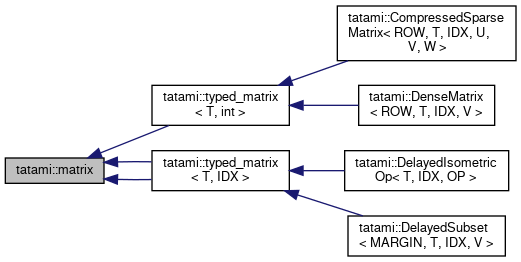 tatami::CompressedSparse
Matrix< ROW, T, IDX, U,
V, W >
tatami::typed_matrix
< T, int >
tatami::DenseMatrix
< ROW, T, IDX, V >
tatami::matrix
tatami::typed_matrix
< T, IDX >
tatami::DelayedIsometric
Op< T, IDX, OP >
tatami::DelayedSubset
< MARGIN, T, IDX, V >